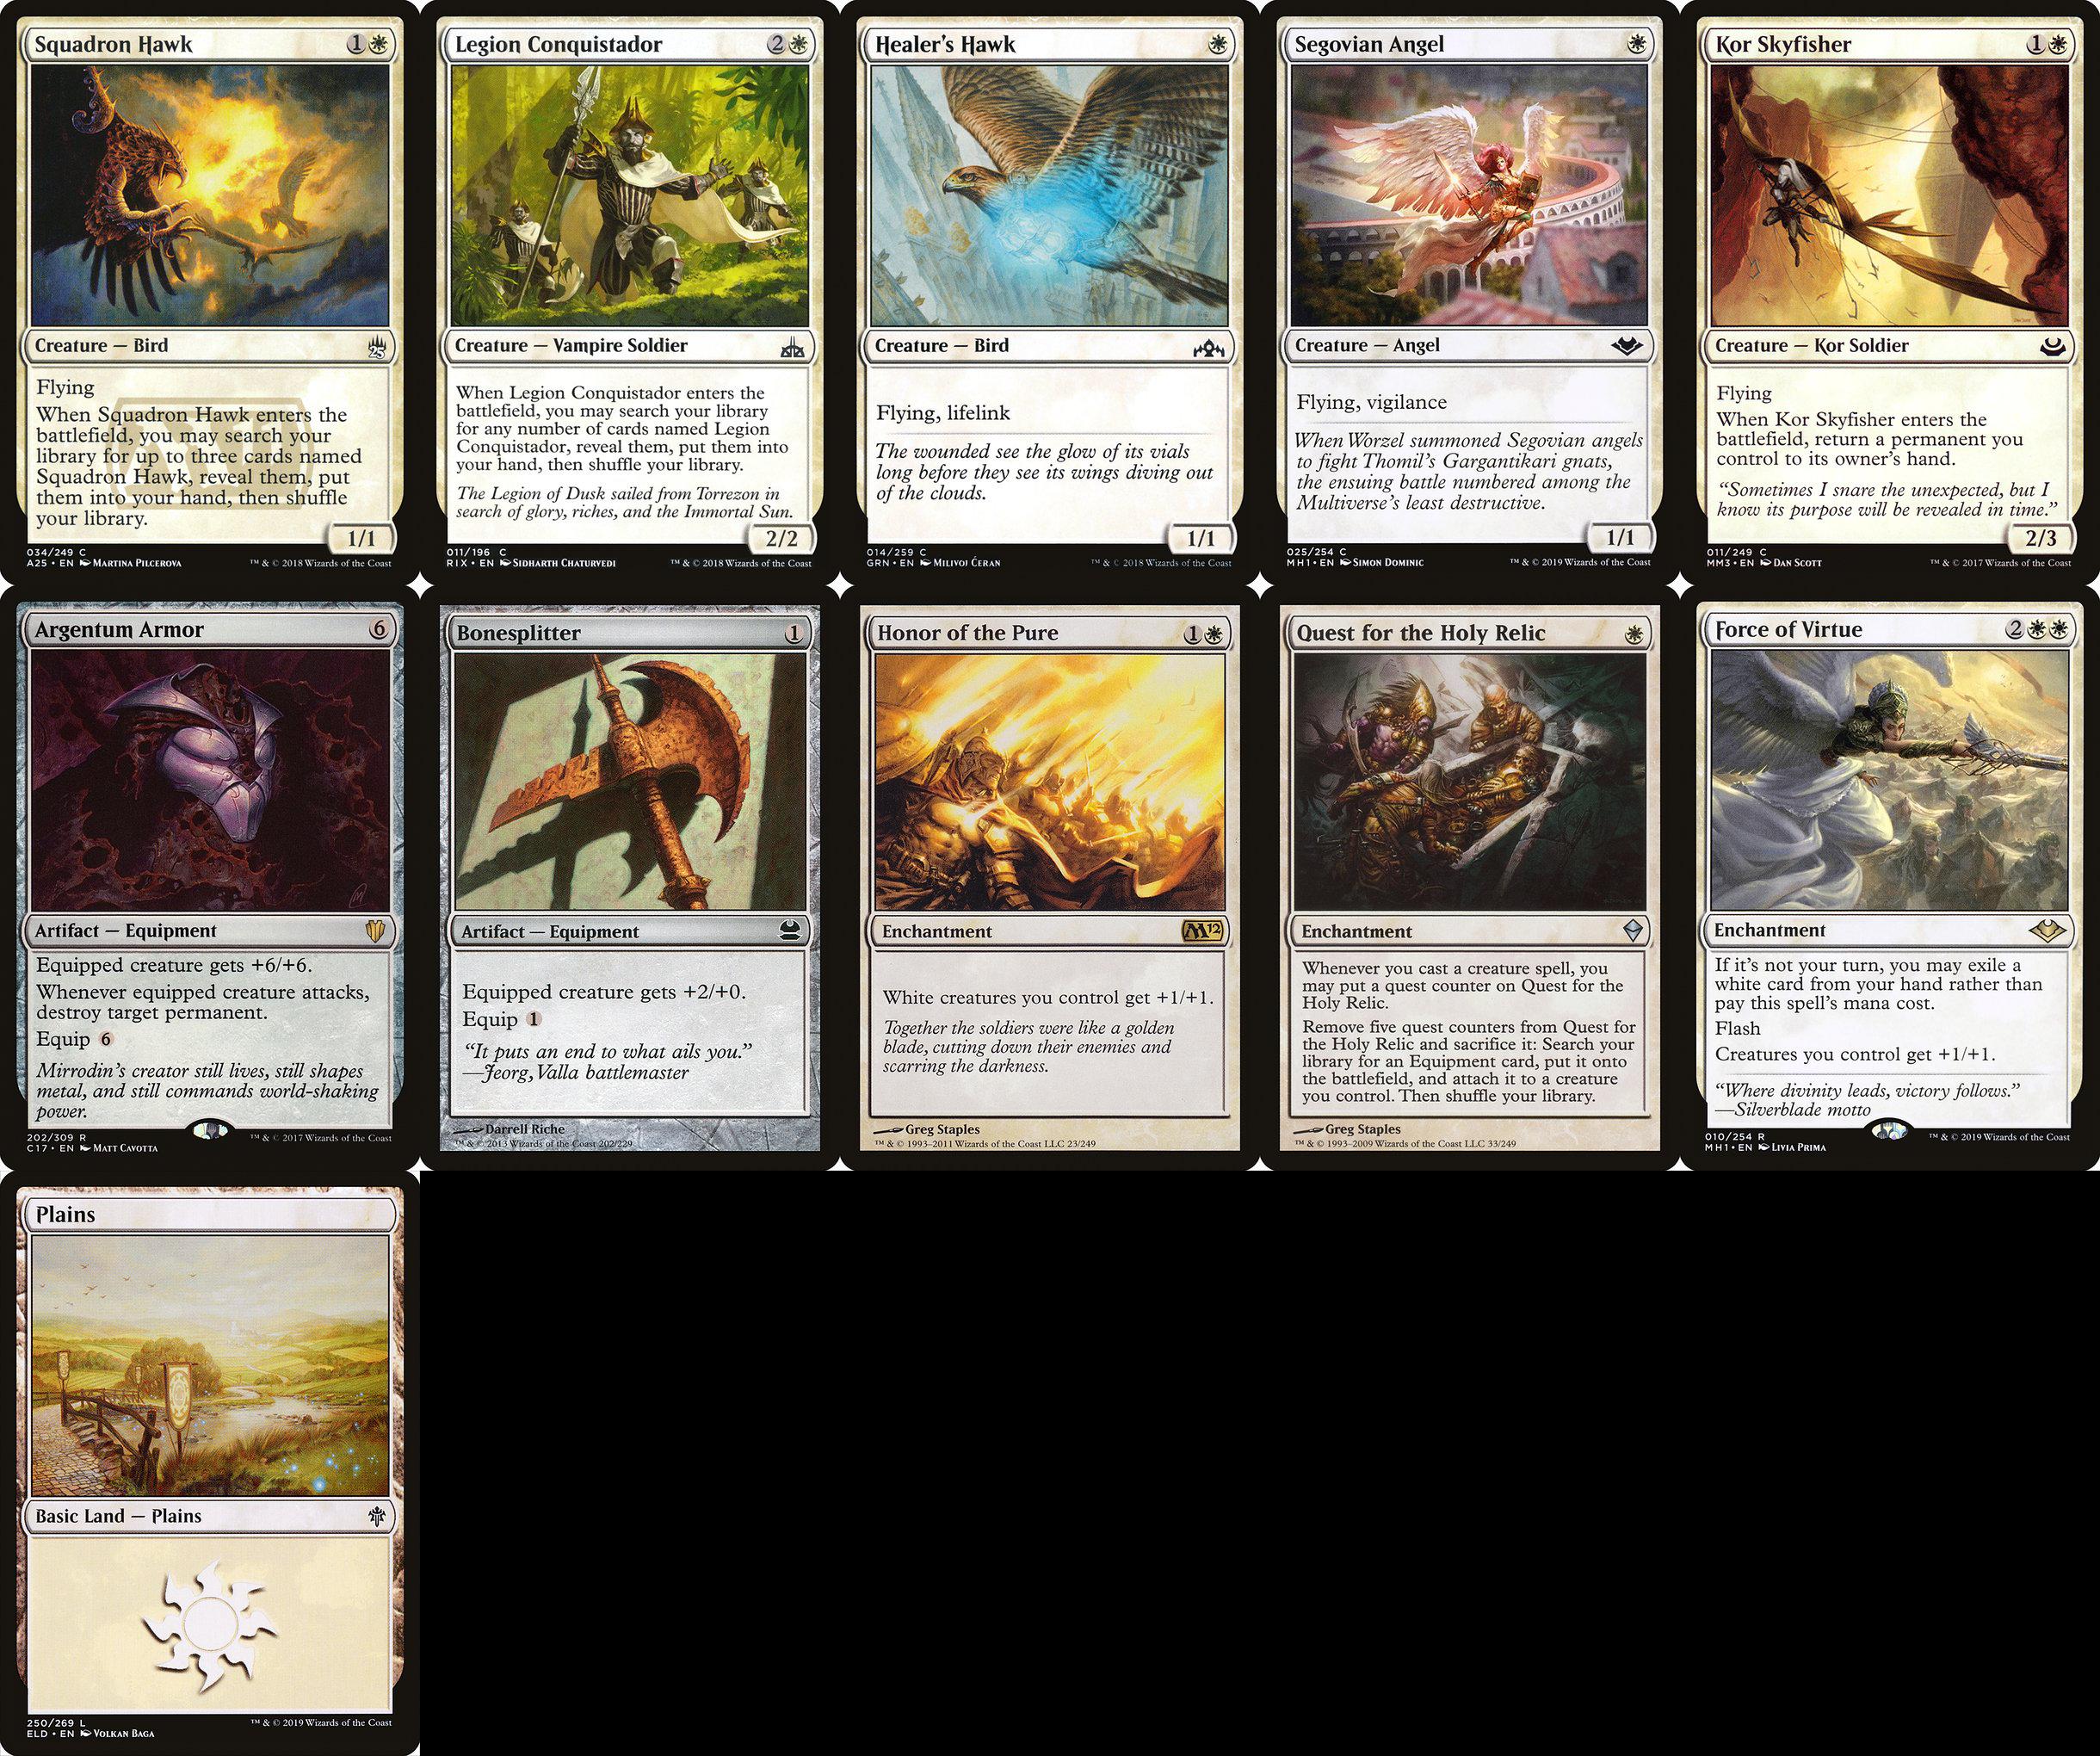 Squadron Hawk 1
Creature — Bird
25
Flying
When Squadron Hawk enters the
battlefield, you may search your
library for up to three cards named
Squadron Hawk, reveal them, put
them into your hand, then shuffle
your library.
1/1
034/249 C
A25 • EN Martina Pilcerova
™ & © 2018 Wizards of the Coast
Legion Conquistador 2
Creature — Vampire Soldier
When Legion Conquistador enters the
battlefield, you may search your library
for any number of cards named Legion
Conquistador, reveal them, put them into
your hand, then shuffle your library.
The Legion of Dusk sailed from Torrezon in
search of glory, riches, and the Immortal Sun.
2/2
011/196 C
RIX • EN Sidharth Chaturvedi
™ & © 2018 Wizards of the Coast
Healer's Hawk
Creature — Bird
Flying, lifelink
The wounded see the glow of its vials
long before they see its wings diving out
of the clouds.
1/1
014/259 C
GRN • EN Milivoj Ćeran
™ & © 2018 Wizards of the Coast
Segovian Angel
Creature — Angel
Flying, vigilance
When Worzel summoned Segovian angels
to fight Thomil's Gargantikari gnats,
the ensuing battle numbered among the
Multiverse's least destructive.
1/1
025/254 C
MH1 • EN Simon Dominic
™ & © 2019 Wizards of the Coast
Kor Skyfisher 1
Creature — Kor Soldier
Flying
When Kor Skyfisher enters the
battlefield, return a permanent you
control to its owner's hand.
“Sometimes I snare the unexpected, but I
know its purpose will be revealed in time.”
2/3
011/249 C
MM3 • EN Dan Scott
™ & © 2017 Wizards of the Coast
Argentum Armor 6
Artifact — Equipment
Equipped creature gets +6/+6.
Whenever equipped creature attacks,
destroy target permanent.
Equip 6
Mirrodin's creator still lives, still shapes
metal, and still commands world-shaking
power.
202/309 R
C17 • EN Matt Cavotta
™ & © 2017 Wizards of the Coast
Bonesplitter 1
Artifact — Equipment
Equipped creature gets +2/+0.
Equip 1
“It puts an end to what ails you.”
—Jeorg, Valla battlemaster
Darrell Riche
™ & © 2013 Wizards of the Coast 202/229
Honor of the Pure 1
Enchantment
M12
White creatures you control get +1/+1.
Together the soldiers were like a golden
blade, cutting down their enemies and
scarring the darkness.
Greg Staples
™ & © 1993–2011 Wizards of the Coast LLC 23/249
Quest for the Holy Relic
Enchantment
Whenever you cast a creature spell, you
may put a quest counter on Quest for the
Holy Relic.
Remove five quest counters from Quest for
the Holy Relic and sacrifice it: Search your
library for an Equipment card, put it onto
the battlefield, and attach it to a creature
you control. Then shuffle your library.
Greg Staples
™ & © 1993–2009 Wizards of the Coast LLC 33/249
Force of Virtue 2
Enchantment
If it's not your turn, you may exile a
white card from your hand rather than
pay this spell's mana cost.
Flash
Creatures you control get +1/+1.
“Where divinity leads, victory follows.”
—Silverblade motto
010/254 R
MH1 • EN Livia Prima
™ & © 2019 Wizards of the Coast
Plains
Basic Land — Plains
250/269 L
ELD • EN Volkan Baga
™ & © 2019 Wizards of the Coast